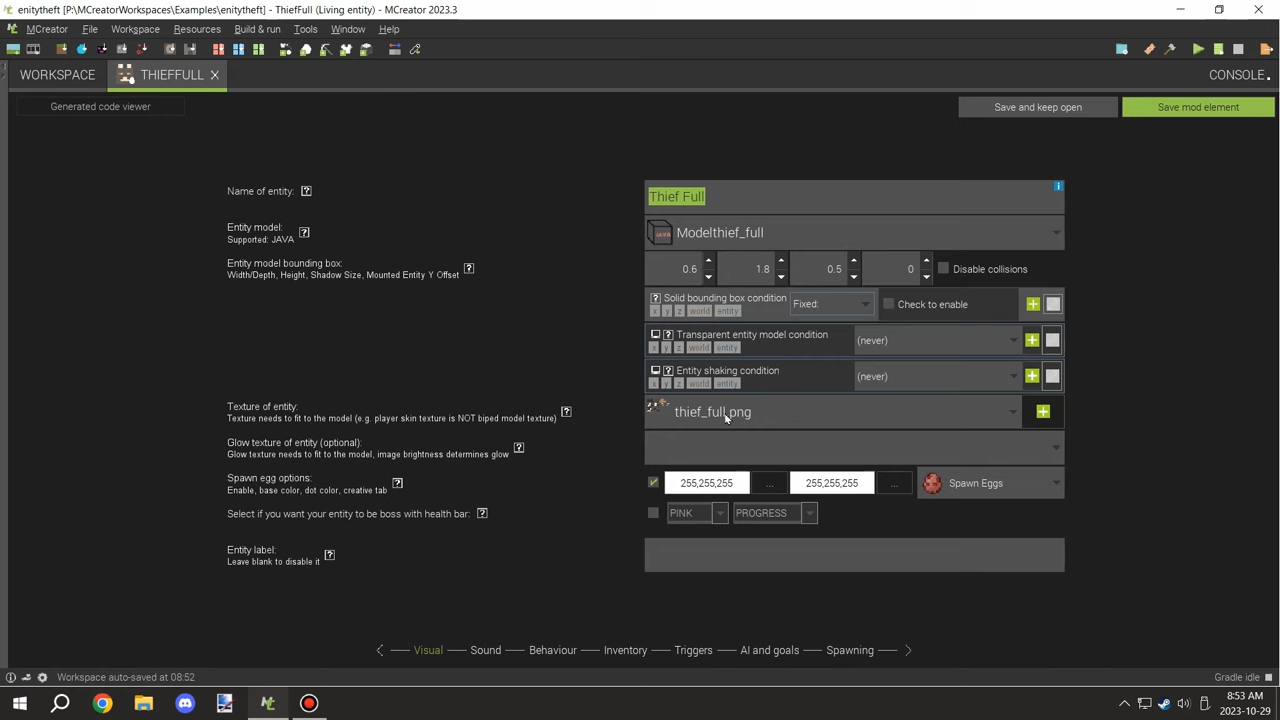 enitytheft [P:\MCreatorWorkspaces\Examples\enitytheft] - ThiefFull (Living entity) - MCreator 2023.3
MCreator File Workspace Resources Build & run Tools Window Help
WORKSPACE THIEFFULL CONSOLE
Generated code viewer Save and keep open Save mod element
Name of entity: ? Thief Full i
Entity model: ? JAVA Modelthief_full
Supported: JAVA
Entity model bounding box: 0.6 1.8 0.5 0 Disable collisions
Width/Depth, Height, Shadow Size, Mounted Entity Y Offset ?
? Solid bounding box condition Fixed: Check to enable
x y z world entity
? Transparent entity model condition (never)
x y z world entity
? Entity shaking condition (never)
x y z world entity
Texture of entity: thief_full.png
Texture needs to fit to the model (e.g. player skin texture is NOT biped model texture) ?
Glow texture of entity (optional):
Glow texture needs to fit to the model, image brightness determines glow ?
Spawn egg options: ? 255,255,255 ... 255,255,255 ... Spawn Eggs
Enable, base color, dot color, creative tab
Select if you want your entity to be boss with health bar: ? PINK PROGRESS
Entity label: ?
Leave blank to disable it
Visual Sound Behaviour Inventory Triggers AI and goals Spawning
Workspace auto-saved at 08:52 Gradle idle
8:53 AM
2023-10-29